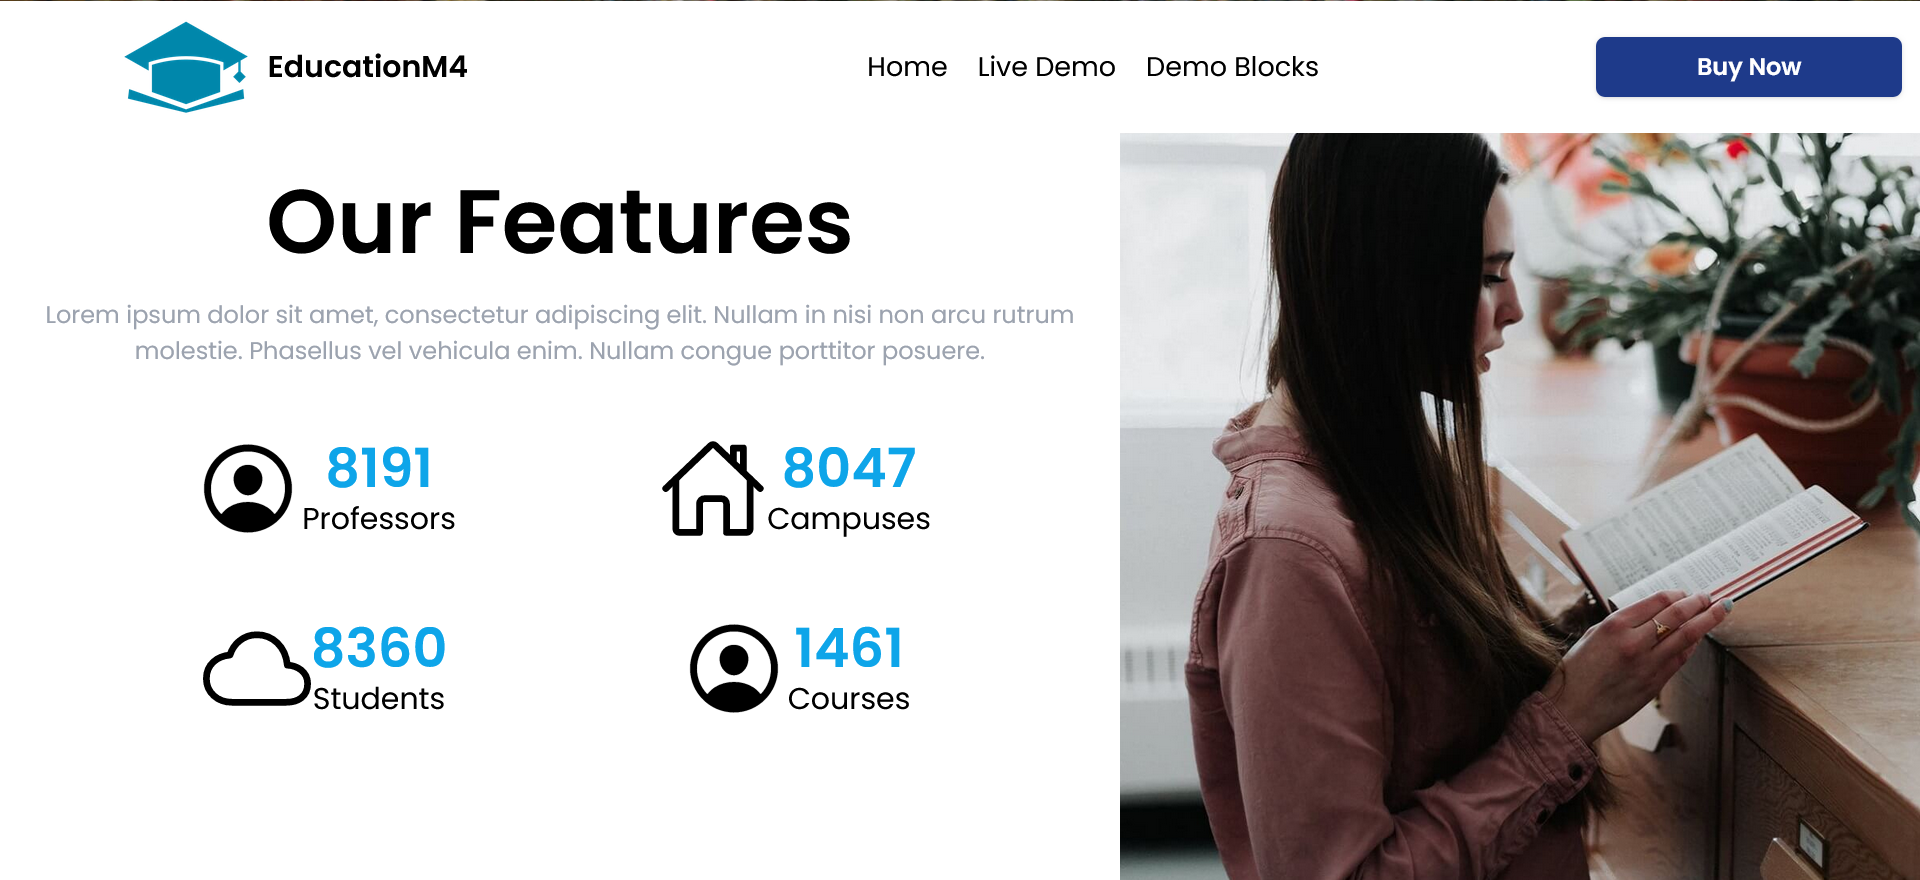 EducationM4
Home Live Demo Demo Blocks
Buy Now
Our Features
Lorem ipsum dolor sit amet, consectetur adipiscing elit. Nullam in nisi non arcu rutrum
molestie. Phasellus vel vehicula enim. Nullam congue porttitor posuere.
8191
Professors
8047
Campuses
8360
Students
1461
Courses